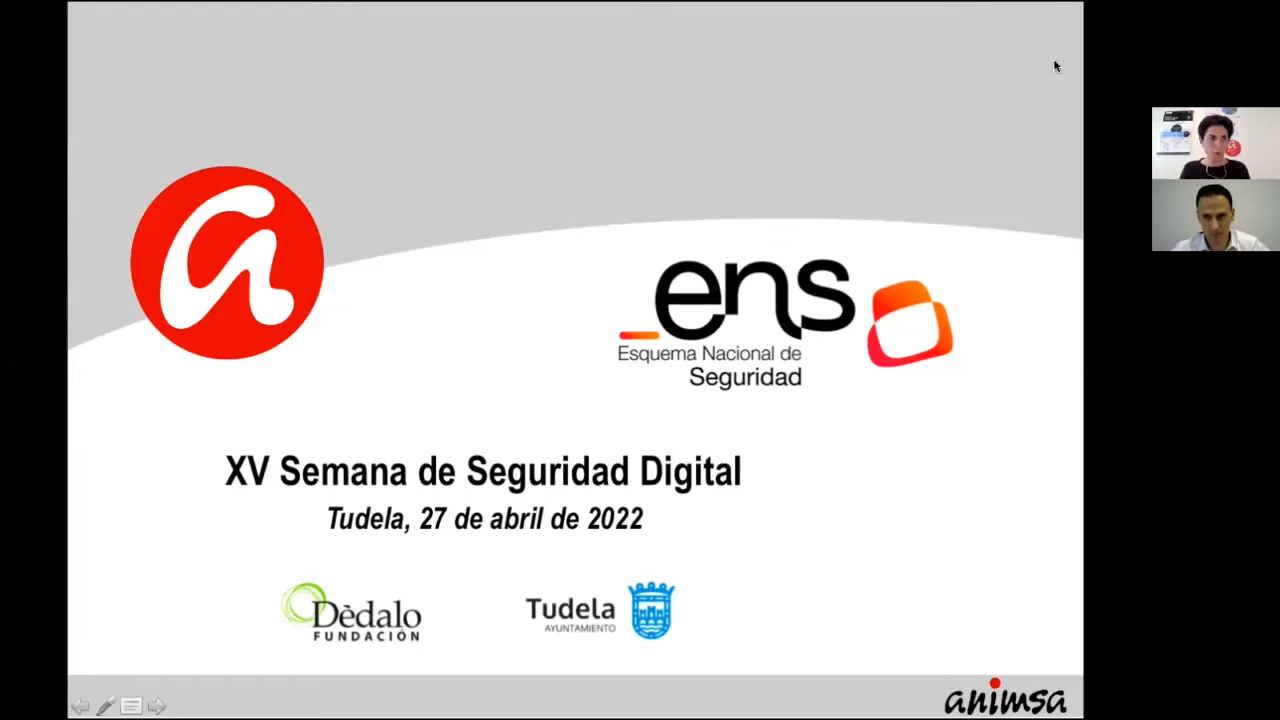 a
ens
Esquema Nacional de
Seguridad
XV Semana de Seguridad Digital
Tudela, 27 de abril de 2022
Dèdalo
FUNDACIÓN
Tudela
AYUNTAMIENTO
animsa